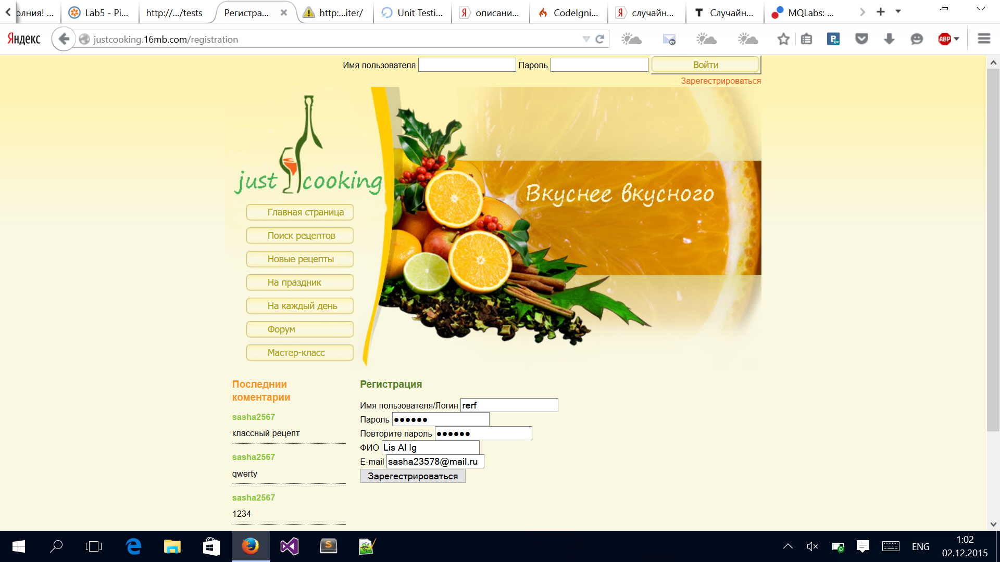 олния! ...
Lab5 - Pi...
http://.../tests
Регистра...
http:...iter/
Unit Testi...
описани...
CodeIgni...
случайн...
Случайн...
MQLabs: ...
Яндекс
justcooking.16mb.com/registration
ABP
Имя пользователя
Пароль
Войти
Зарегестрироваться
just cooking
Вкуснее вкусного
Главная страница
Поиск рецептов
Новые рецепты
На праздник
На каждый день
Форум
Мастер-класс
Последнии
коментарии
sasha2567
классный рецепт
sasha2567
qwerty
sasha2567
1234
Регистрация
Имя пользователя/Логин rerf
Пароль ●●●●●●
Повторите пароль ●●●●●●
ФИО Lis Al Ig
E-mail sasha23578@mail.ru
Зарегестрироваться
ENG
1:02
02.12.2015